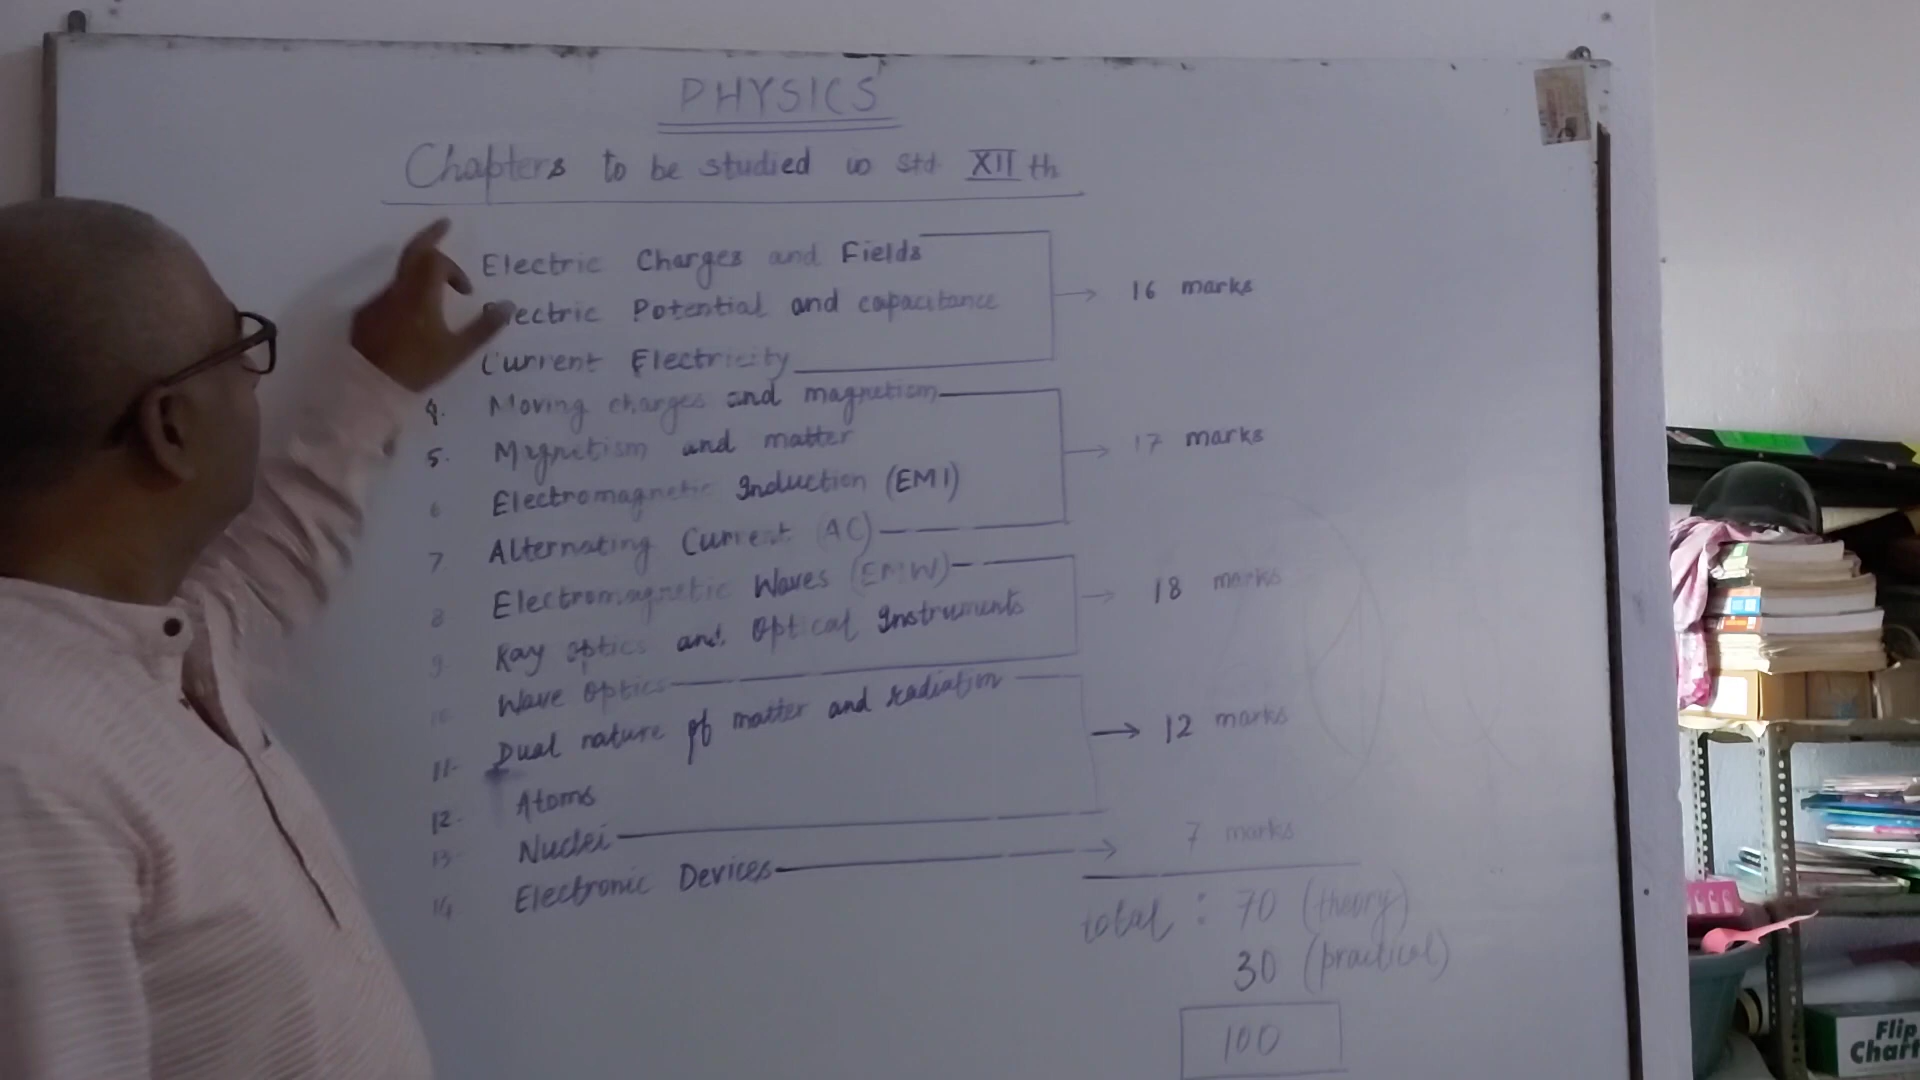 PHYSICS
Chapters to be studied in Std XII th
Electric Charges and Fields
Electric Potential and capacitance
16 marks
Current Electricity
4. Moving charges and magnetism
5. Magnetism and matter
17 marks
6 Electromagnetic Induction (EMI)
7. Alternating Current (AC)
8 Electromagnetic Waves (EMW)
18 marks
9. Ray optics and Optical Instruments
10 Wave Optics
11. Dual nature of matter and radiation
12 marks
12. Atoms
13. Nuclei
7 marks
14. Electronic Devices
total : 70 (theory)
30 (practical)
100
Flip
Chart